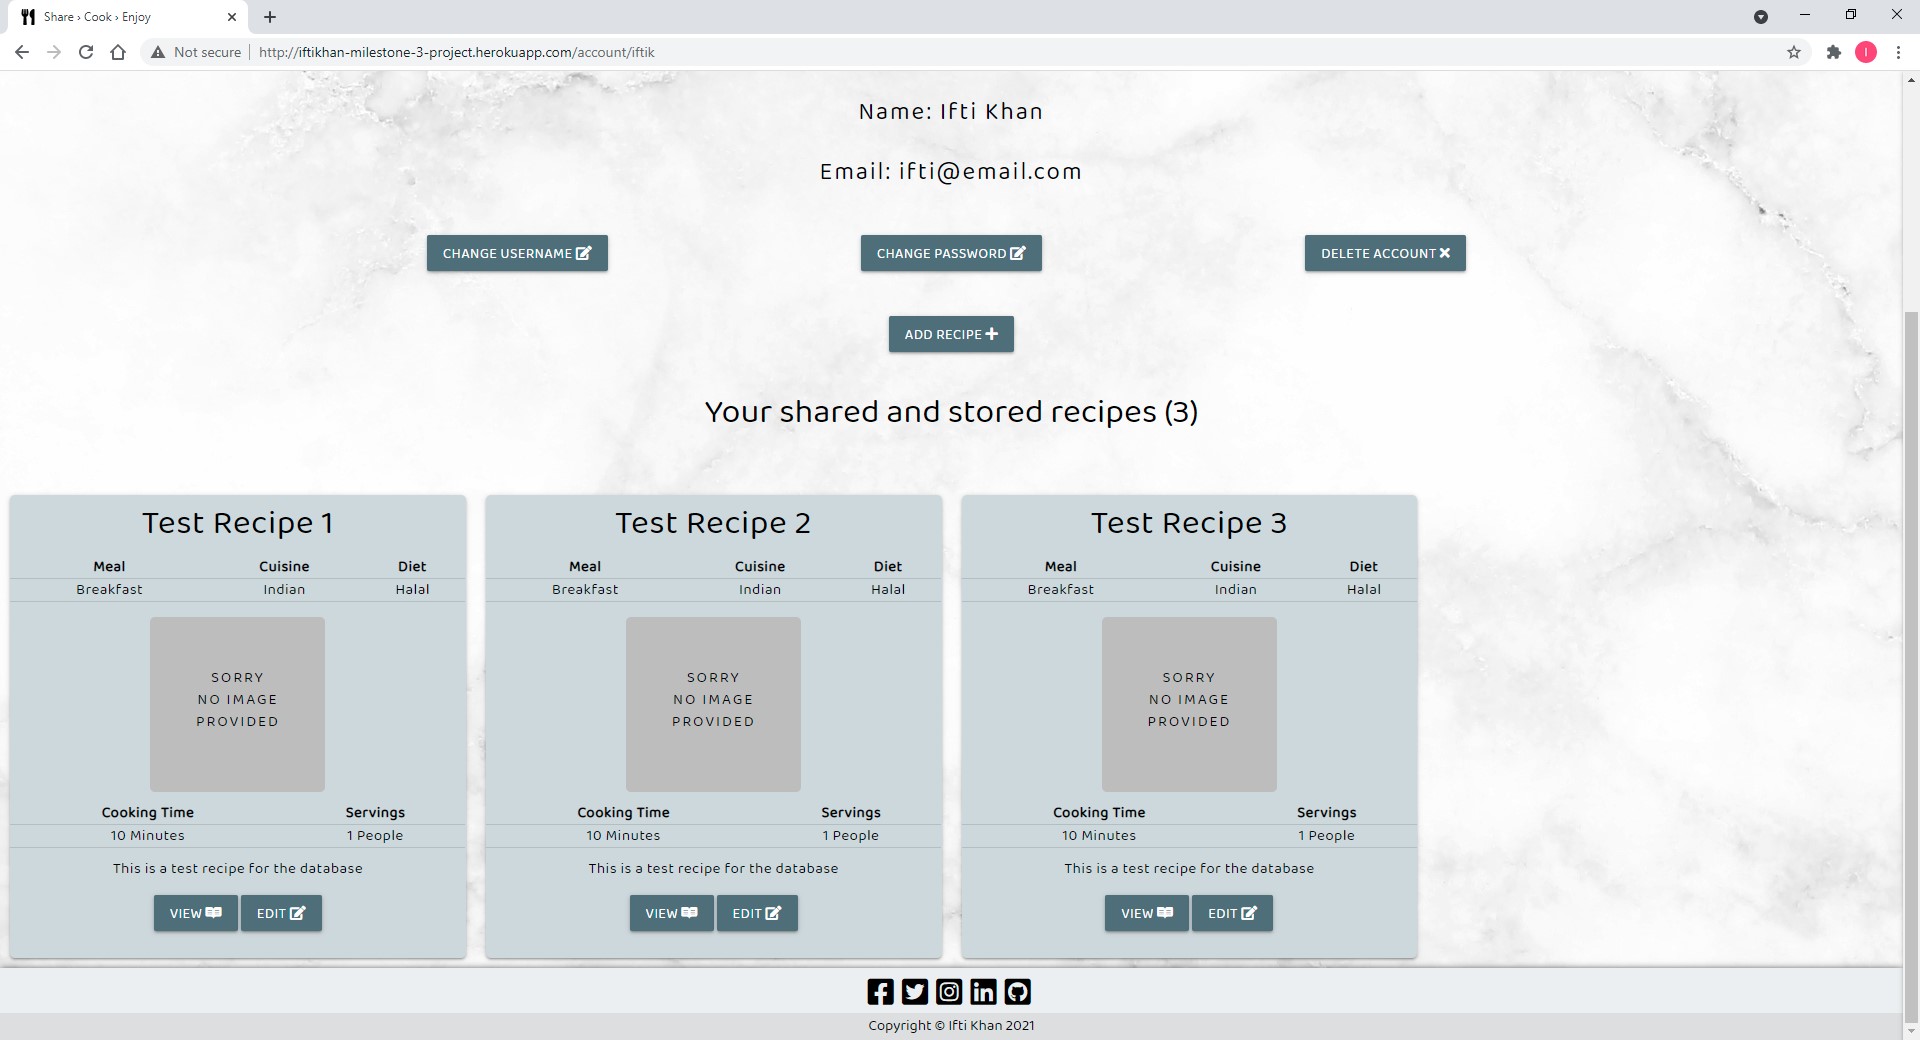 Share › Cook › Enjoy
Not secure | http://iftikhan-milestone-3-project.herokuapp.com/account/iftik
I
Name: Ifti Khan
Email: ifti@email.com
CHANGE USERNAME CHANGE PASSWORD DELETE ACCOUNT
ADD RECIPE
Your shared and stored recipes (3)
Test Recipe 1
Meal Cuisine Diet
Breakfast Indian Halal
SORRY
NO IMAGE
PROVIDED
Cooking Time Servings
10 Minutes 1 People
This is a test recipe for the database
VIEW EDIT
Test Recipe 2
Meal Cuisine Diet
Breakfast Indian Halal
SORRY
NO IMAGE
PROVIDED
Cooking Time Servings
10 Minutes 1 People
This is a test recipe for the database
VIEW EDIT
Test Recipe 3
Meal Cuisine Diet
Breakfast Indian Halal
SORRY
NO IMAGE
PROVIDED
Cooking Time Servings
10 Minutes 1 People
This is a test recipe for the database
VIEW EDIT
Copyright © Ifti Khan 2021